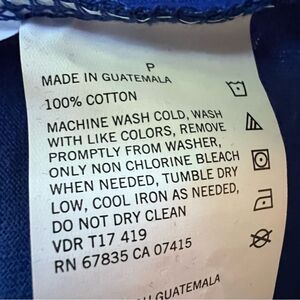 P
MADE IN GUATEMALA
100% COTTON
MACHINE WASH COLD, WASH
WITH LIKE COLORS, REMOVE
PROMPTLY FROM WASHER,
ONLY NON CHLORINE BLEACH
WHEN NEEDED, TUMBLE DRY
LOW, COOL IRON AS NEEDED,
DO NOT DRY CLEAN
VDR T17 419
RN 67835 CA 07415
GUATEMALA